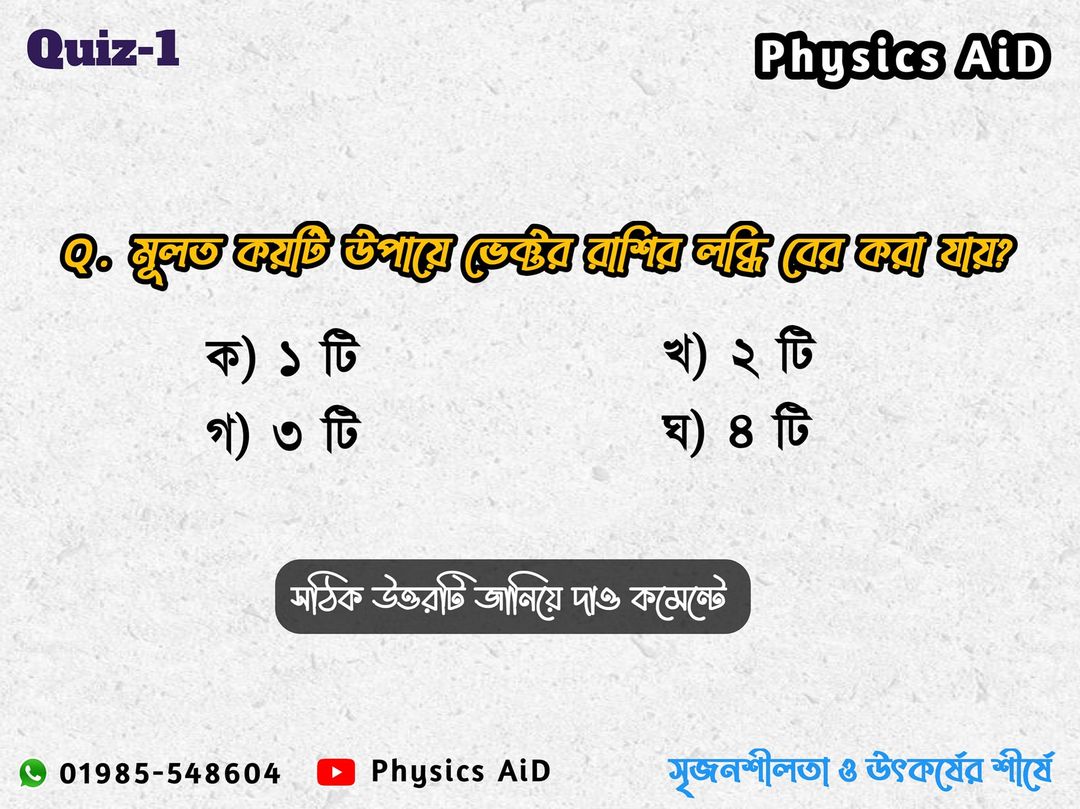 Quiz-1
Physics AiD
Q. মূলত কয়টি উপায়ে ভেক্টর রাশির লব্ধি বের করা যায়?
ক) ১ টি
খ) ২ টি
গ) ৩ টি
ঘ) ৪ টি
সঠিক উত্তরটি জানিয়ে দাও কমেন্টে
01985-548604
Physics AiD
সৃজনশীলতা ও উৎকর্ষের শীর্ষে